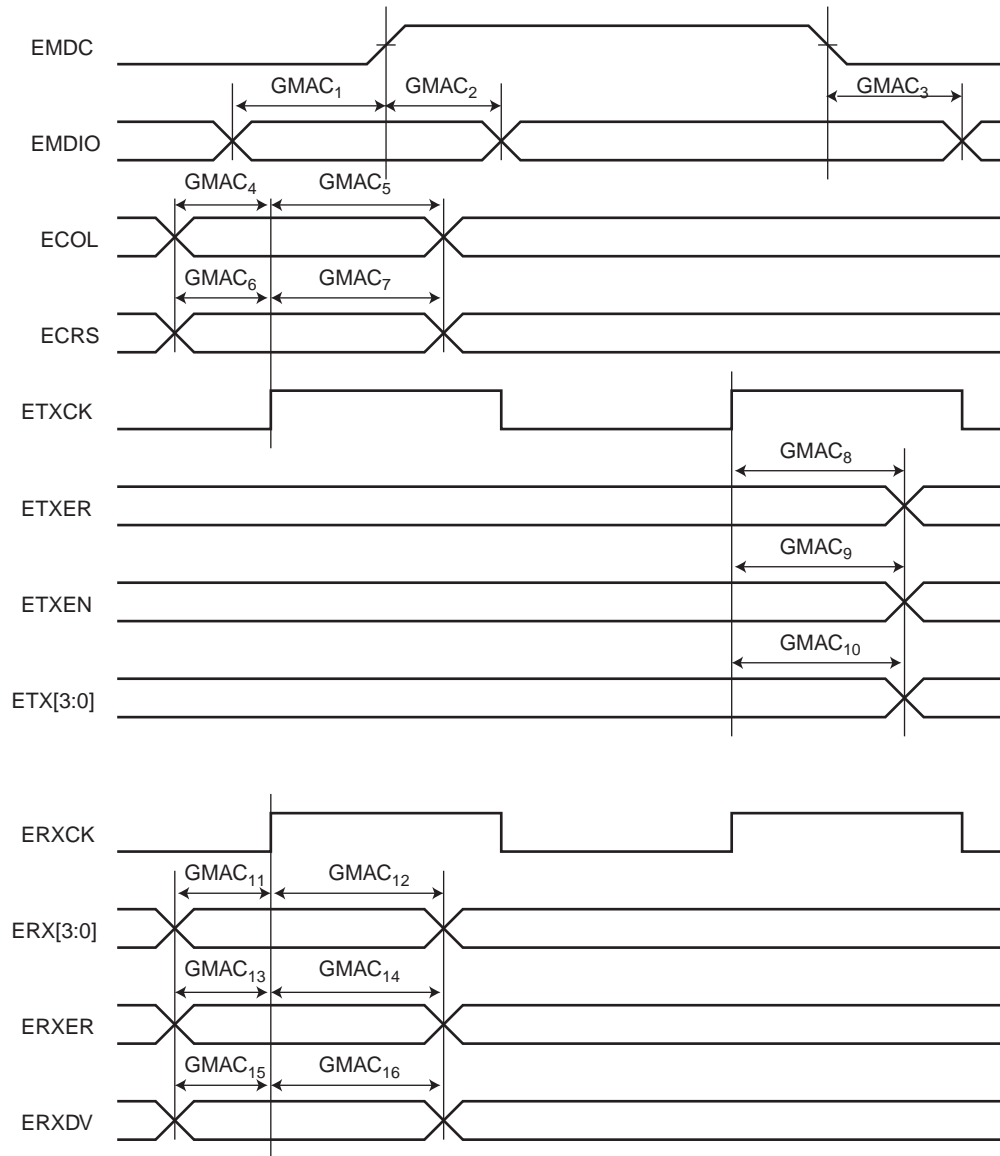 EMDC
GMAC₁ GMAC₂ GMAC₃
EMDIO
GMAC₄ GMAC₅
ECOL
GMAC₆ GMAC₇
ECRS
ETXCK
GMAC₈
ETXER
GMAC₉
ETXEN
GMAC₁₀
ETX[3:0]
ERXCK
GMAC₁₁ GMAC₁₂
ERX[3:0]
GMAC₁₃ GMAC₁₄
ERXER
GMAC₁₅ GMAC₁₆
ERXDV